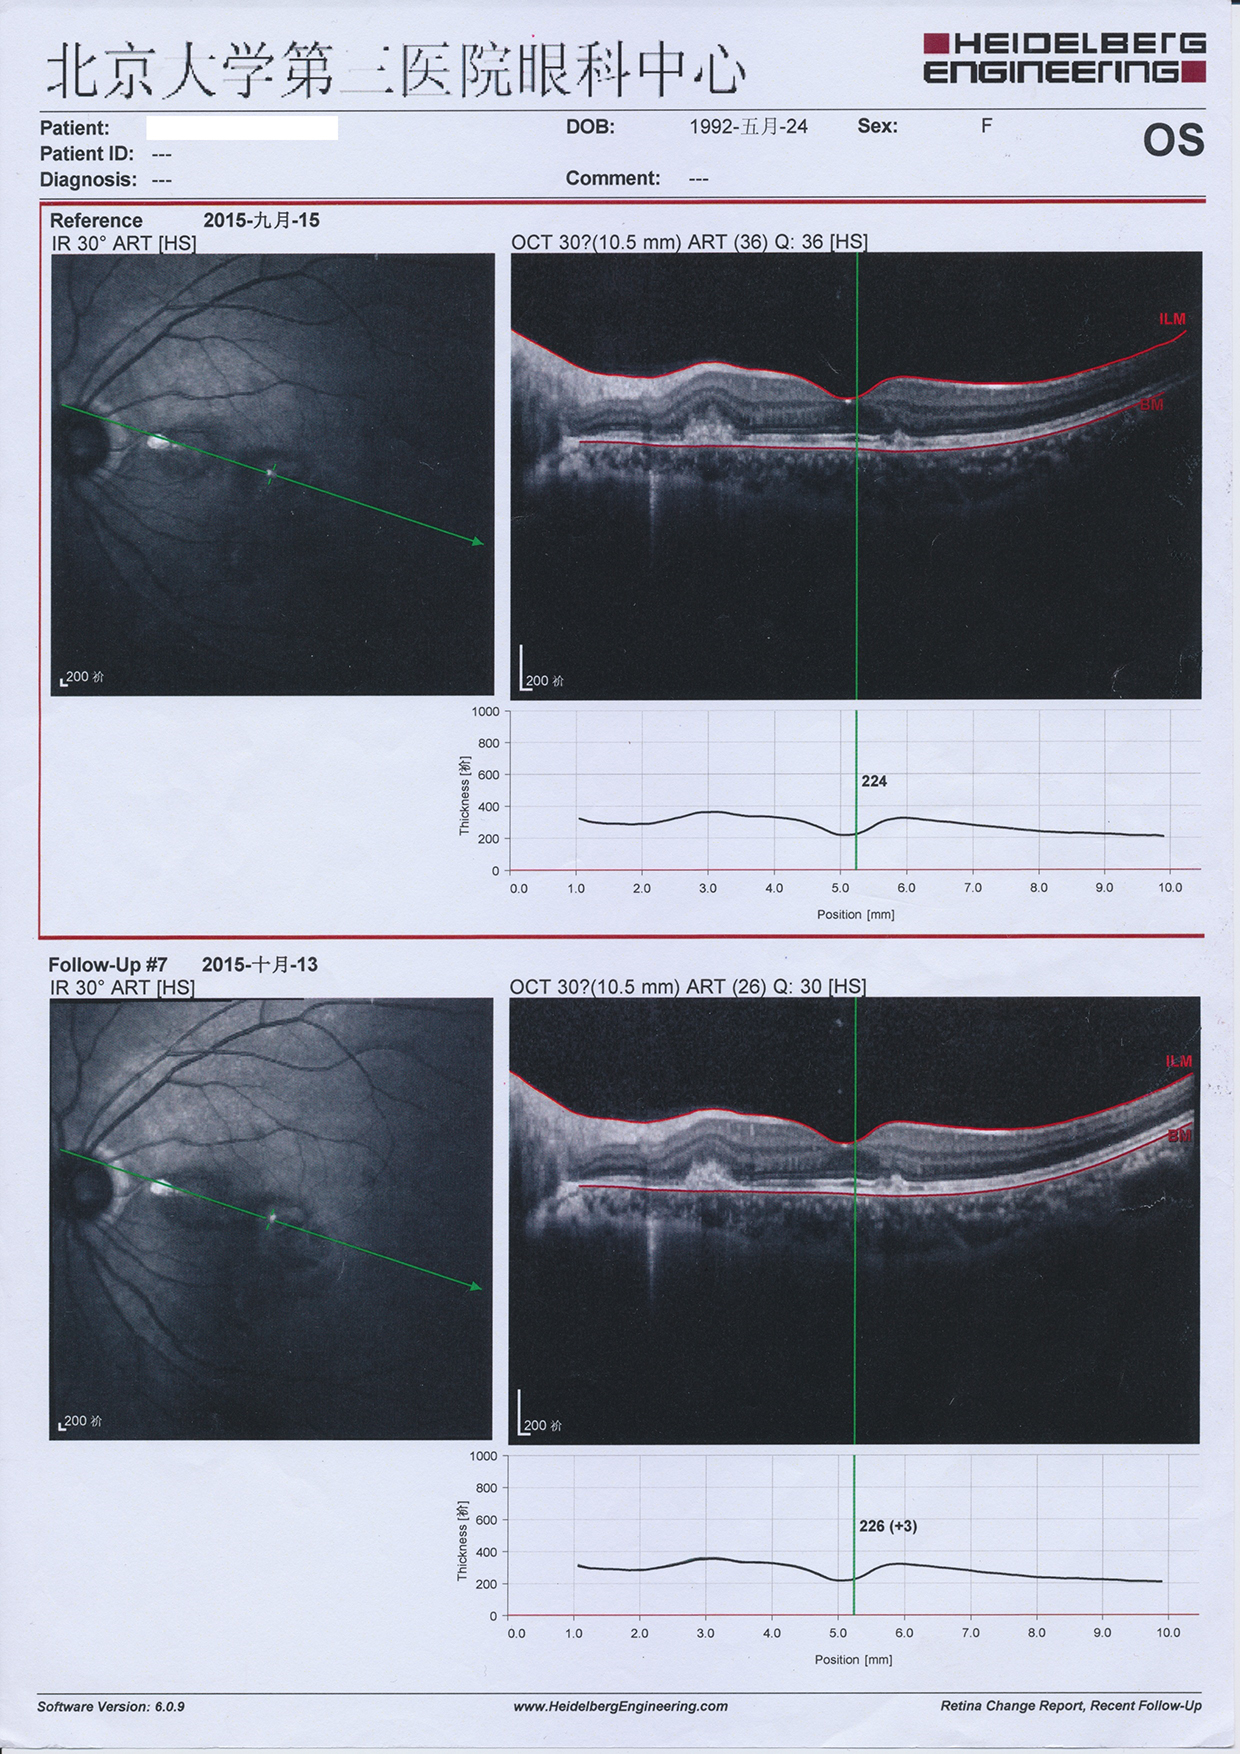 北京大学第三医院眼科中心
HEIDELBERG
ENGINEERING
Patient:
DOB: 1992-五月-24 Sex: F
OS
Patient ID: ---
Diagnosis: ---
Comment: ---
Reference 2015-九月-15
IR 30° ART [HS]
OCT 30?(10.5 mm) ART (36) Q: 36 [HS]
ILM
BM
200 祄
200 祄
1000
800
600
400
200
0
Thickness [祄]
224
0.0 1.0 2.0 3.0 4.0 5.0 6.0 7.0 8.0 9.0 10.0
Position [mm]
Follow-Up #7 2015-十月-13
IR 30° ART [HS]
OCT 30?(10.5 mm) ART (26) Q: 30 [HS]
ILM
BM
200 祄
200 祄
1000
800
600
400
200
0
Thickness [祄]
226 (+3)
0.0 1.0 2.0 3.0 4.0 5.0 6.0 7.0 8.0 9.0 10.0
Position [mm]
Software Version: 6.0.9
www.HeidelbergEngineering.com
Retina Change Report, Recent Follow-Up